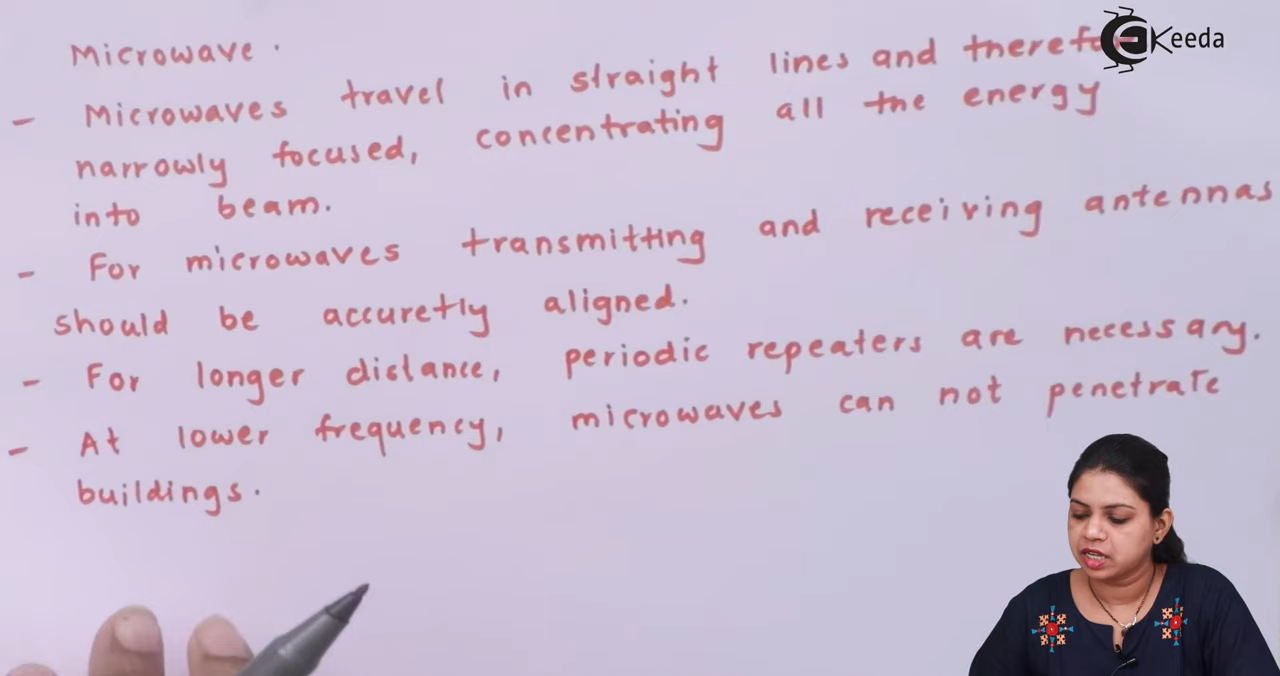 Microwave.
- Microwaves travel in straight lines and
narrowly focused, concentrating all the energy
into beam.
- For microwaves transmitting and receiving antennas
should be accuretly aligned.
- For longer distance, periodic repeaters are necessary.
- At lower frequency, microwaves can not penetrate
buildings.
eKeeda